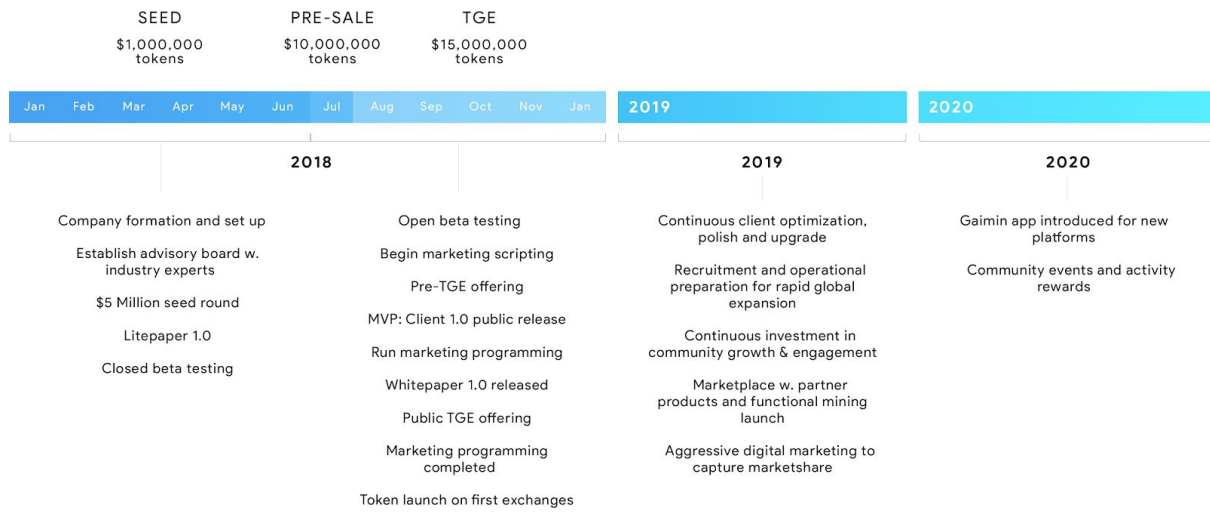 SEED
$1,000,000
tokens
PRE-SALE
$10,000,000
tokens
TGE
$15,000,000
tokens
Jan Feb Mar Apr May Jun Jul Aug Sep Oct Nov Jan
2019
2020
2018
2019
2020
Company formation and set up
Establish advisory board w.
industry experts
$5 Million seed round
Litepaper 1.0
Closed beta testing
Open beta testing
Begin marketing scripting
Pre-TGE offering
MVP: Client 1.0 public release
Run marketing programming
Whitepaper 1.0 released
Public TGE offering
Marketing programming
completed
Token launch on first exchanges
Continuous client optimization,
polish and upgrade
Recruitment and operational
preparation for rapid global
expansion
Continuous investment in
community growth & engagement
Marketplace w. partner
products and functional mining
launch
Aggressive digital marketing to
capture marketshare
Gaimin app introduced for new
platforms
Community events and activity
rewards